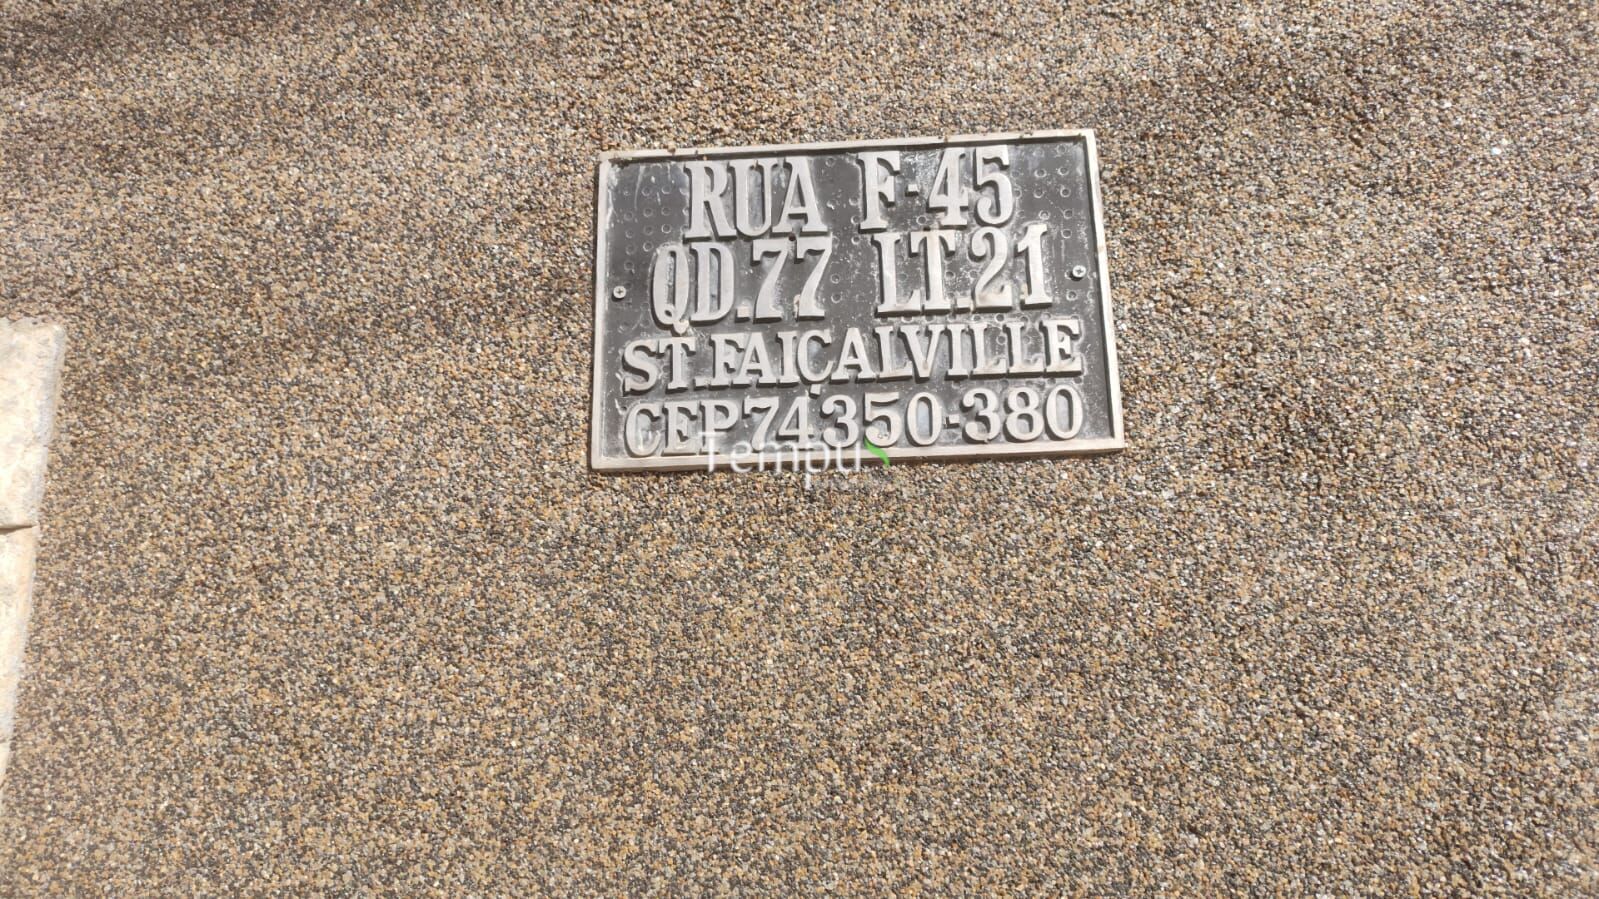 RUA F-45
QD.77 LT.21
ST.FAIÇALVILLE
CEP74350-380
Tempus